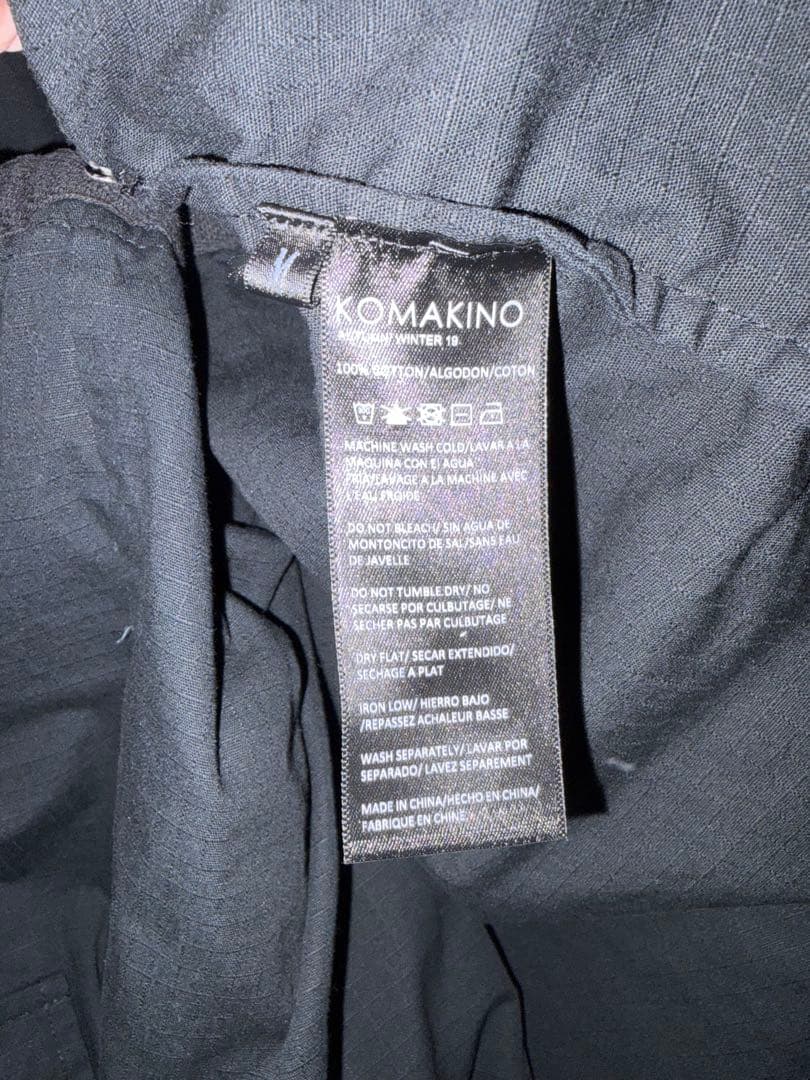 KOMAKINO
AUTUMN/ WINTER 19
100% COTTON/ALGODON/COTON
MACHINE WASH COLD/LAVAR A LA
MAQUINA CON El AGUA
FRIA/LAVAGE A LA MACHINE AVEC
L'EAU FROIDE
DO NOT BLEACH/ SIN AGUA DE
MONTONCITO DE SAL/SANS EAU
DE JAVELLE
DO NOT TUMBLE DRY/ NO
SECARSE POR CULBUTAGE/ NE
SECHER PAS PAR CULBUTAGE
DRY FLAT/ SECAR EXTENDIDO/
SECHAGE A PLAT
IRON LOW/ HIERRO BAJO
/REPASSEZ ACHALEUR BASSE
WASH SEPARATELY/ LAVAR POR
SEPARADO/ LAVEZ SEPAREMENT
MADE IN CHINA/HECHO EN CHINA/
FABRIQUE EN CHINE